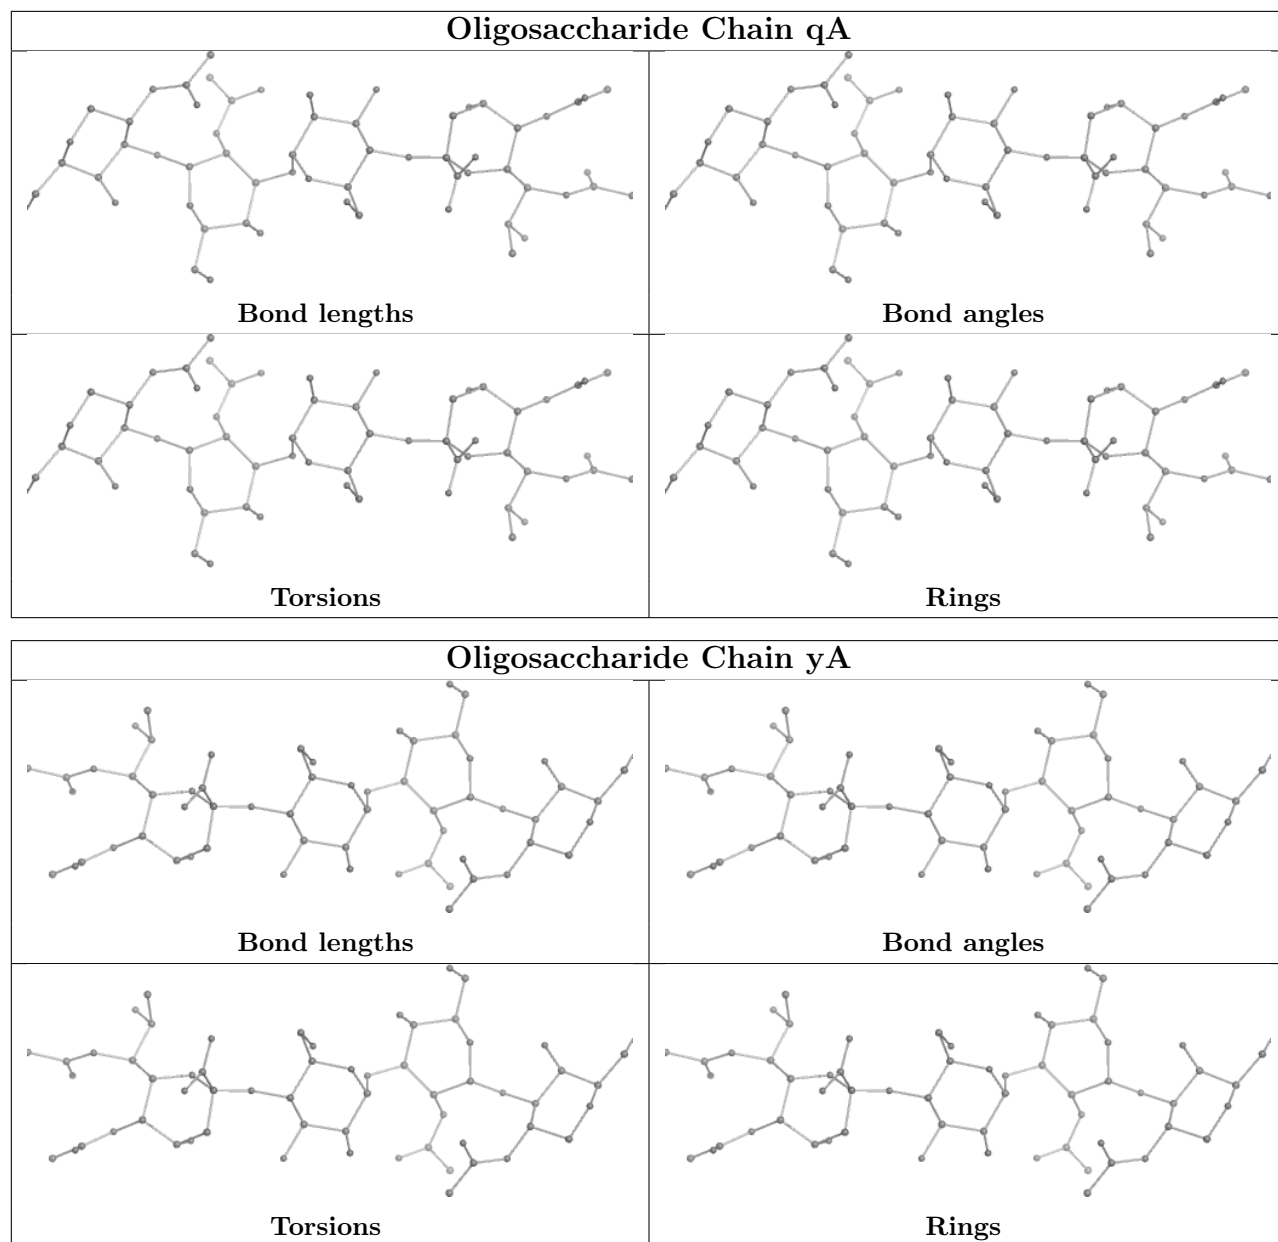 Oligosaccharide Chain qA
Bond lengths
Bond angles
Torsions
Rings
Oligosaccharide Chain yA
Bond lengths
Bond angles
Torsions
Rings